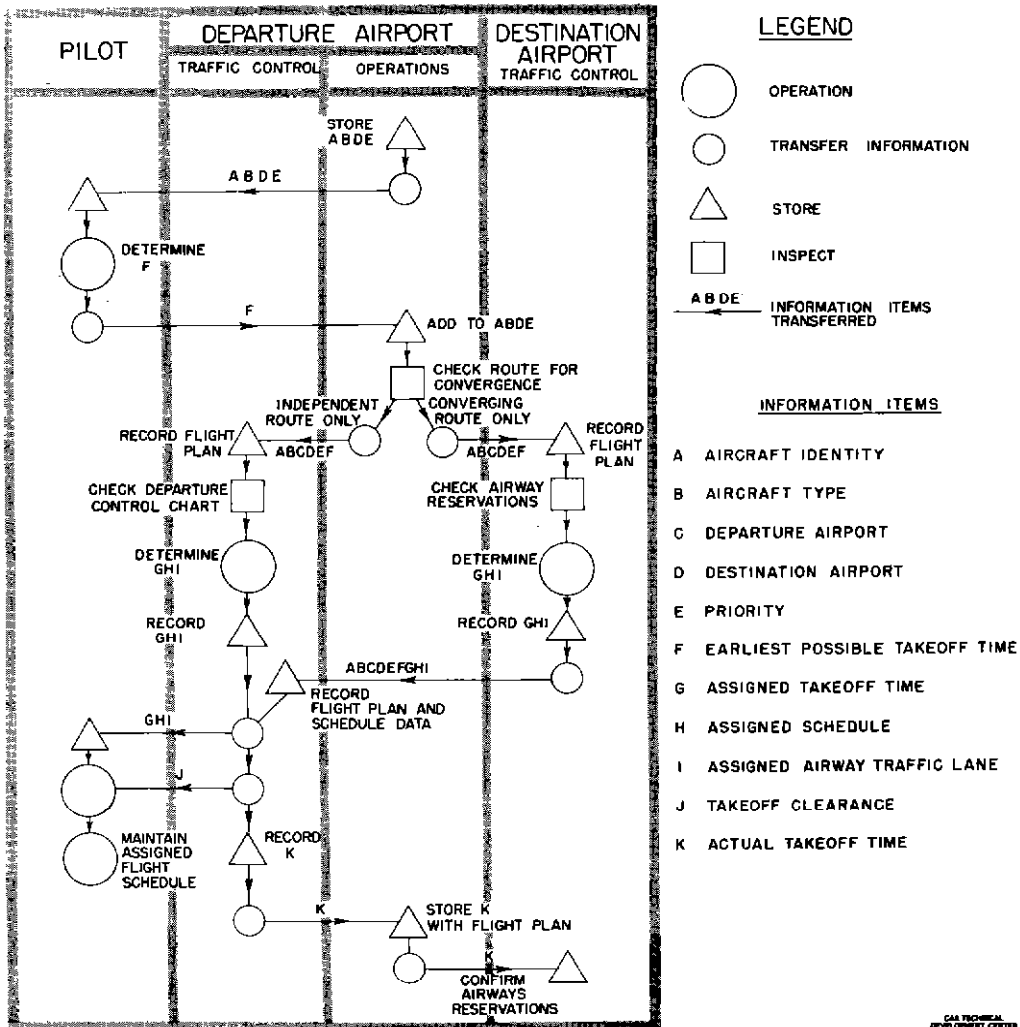 PILOT
DEPARTURE AIRPORT
TRAFFIC CONTROL
OPERATIONS
DESTINATION
AIRPORT
TRAFFIC CONTROL
STORE
ABDE
ABDE
DETERMINE
F
F
ADD TO ABDE
CHECK ROUTE FOR
CONVERGENCE
INDEPENDENT
ROUTE ONLY
CONVERGING
ROUTE ONLY
RECORD FLIGHT
PLAN
ABCDEF
ABCDEF
RECORD
FLIGHT
PLAN
CHECK DEPARTURE
CONTROL CHART
CHECK AIRWAY
RESERVATIONS
DETERMINE
GHI
DETERMINE
GHI
RECORD
GHI
RECORD GHI
ABCDEFGHI
RECORD
FLIGHT PLAN AND
SCHEDULE DATA
GHI
J
MAINTAIN
ASSIGNED
FLIGHT
SCHEDULE
RECORD
K
K
STORE K
WITH FLIGHT PLAN
K
CONFIRM
AIRWAYS
RESERVATIONS
LEGEND
OPERATION
TRANSFER INFORMATION
STORE
INSPECT
ABDE
INFORMATION ITEMS
TRANSFERRED
INFORMATION ITEMS
A AIRCRAFT IDENTITY
B AIRCRAFT TYPE
C DEPARTURE AIRPORT
D DESTINATION AIRPORT
E PRIORITY
F EARLIEST POSSIBLE TAKEOFF TIME
G ASSIGNED TAKEOFF TIME
H ASSIGNED SCHEDULE
I ASSIGNED AIRWAY TRAFFIC LANE
J TAKEOFF CLEARANCE
K ACTUAL TAKEOFF TIME
CAA TECHNICAL
DEVELOPMENT CENTER